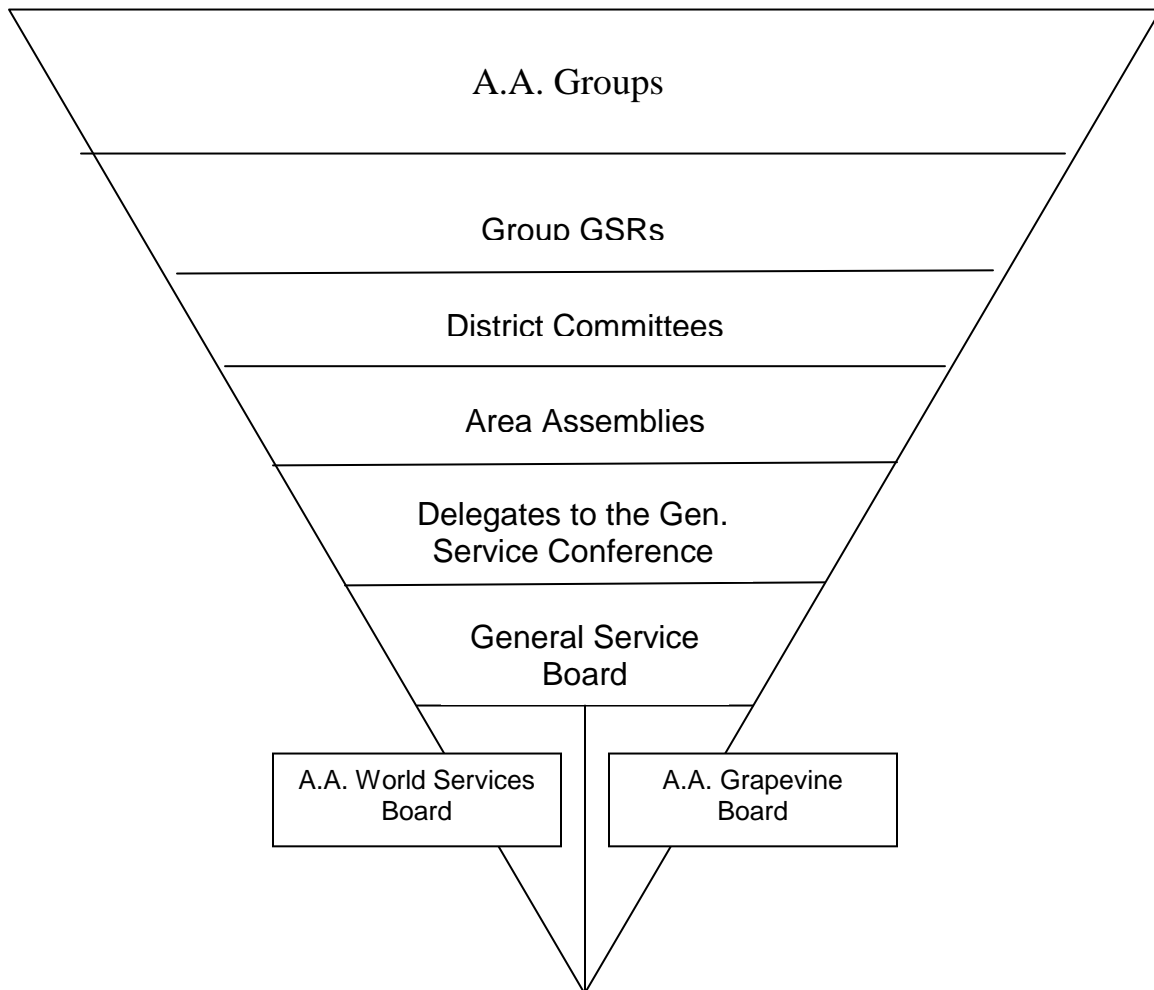 A.A. Groups
Group GSRs
District Committees
Area Assemblies
Delegates to the Gen.
Service Conference
General Service
Board
A.A. World Services
Board
A.A. Grapevine
Board